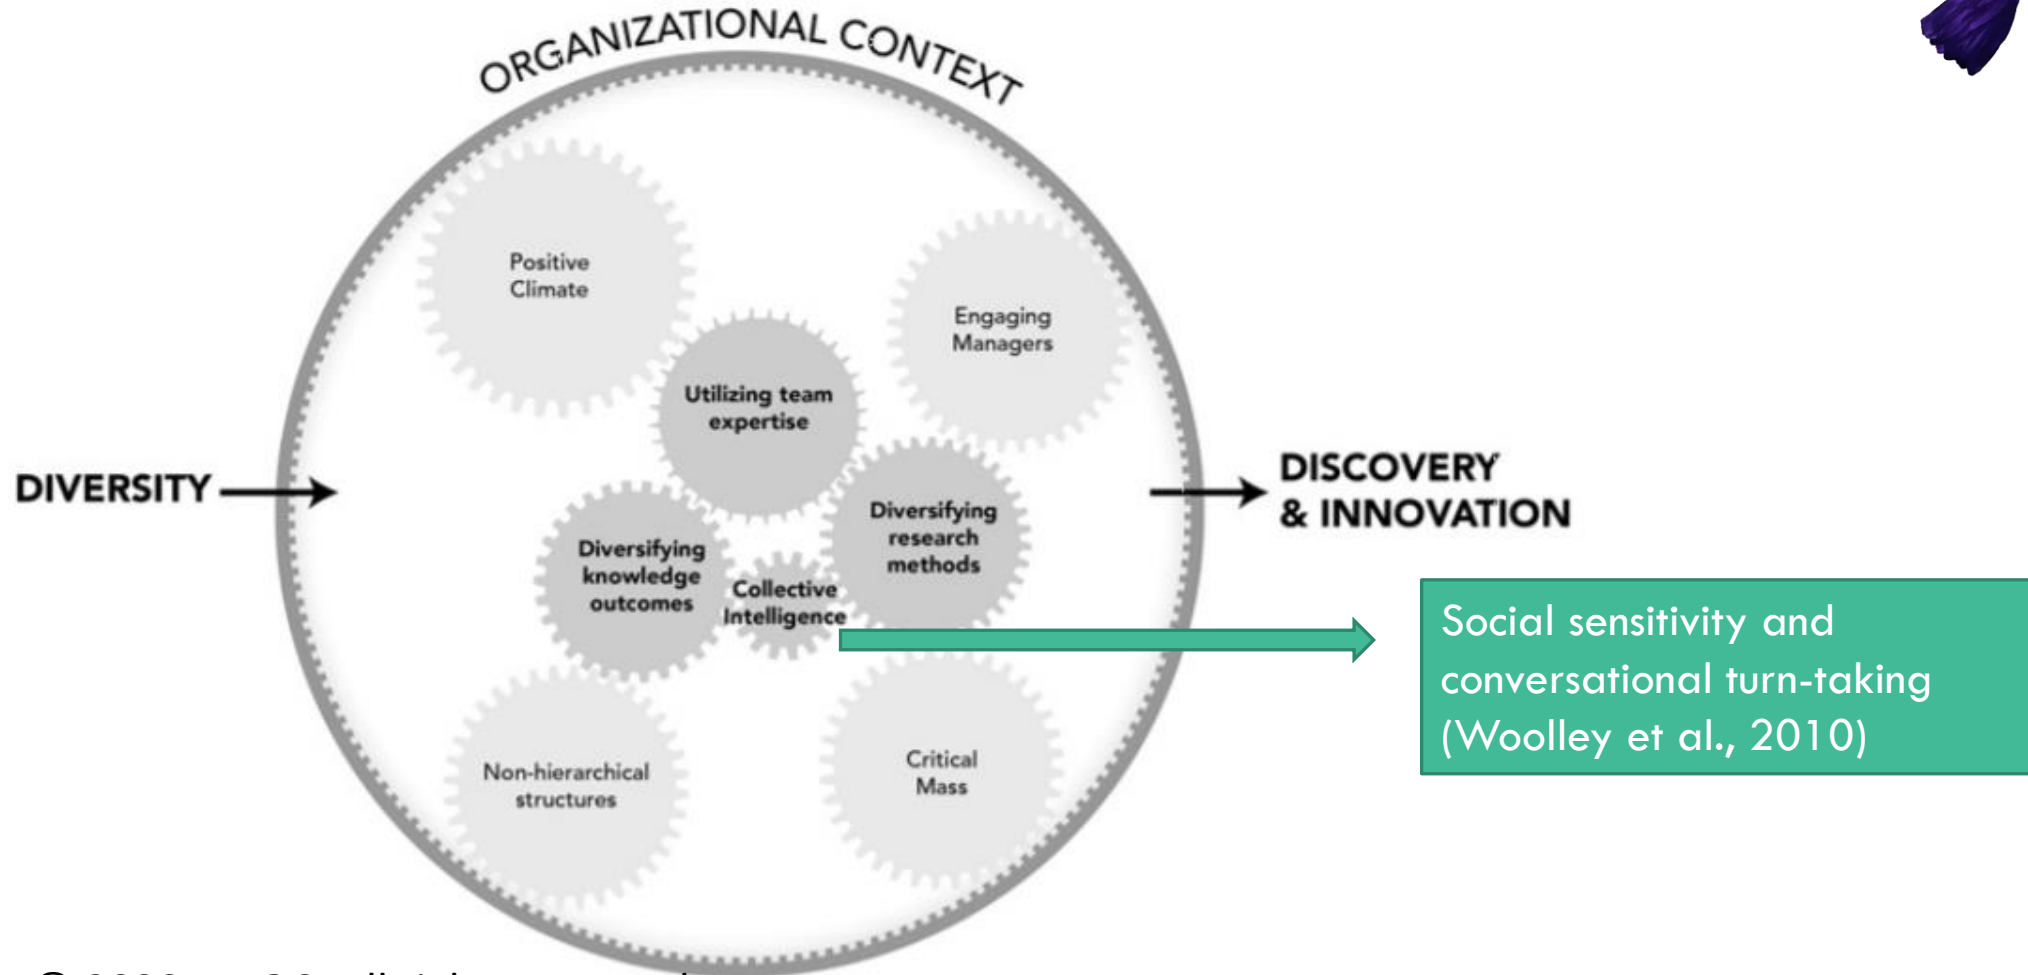 ORGANIZATIONAL CONTEXT
Positive
Climate
Engaging
Managers
Utilizing team
expertise
DIVERSITY
DISCOVERY
& INNOVATION
Diversifying
research
methods
Diversifying
knowledge
outcomes
Collective
Intelligence
Social sensitivity and
conversational turn-taking
(Woolley et al., 2010)
Non-hierarchical
structures
Critical
Mass